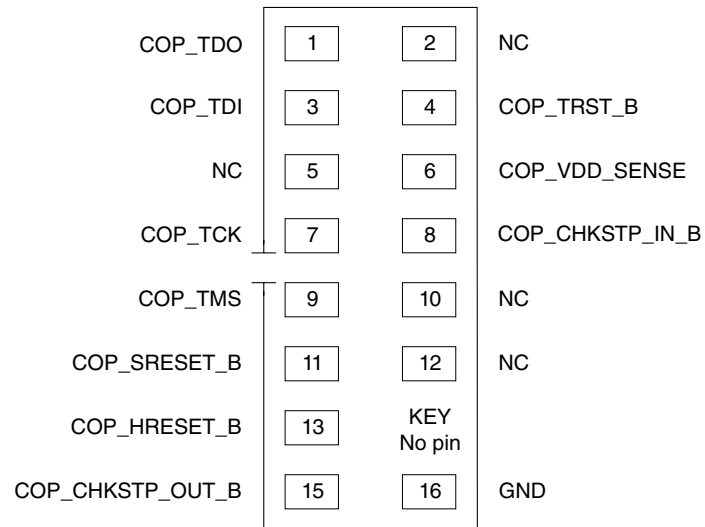 COP_TDO 1 2 NC
COP_TDI 3 4 COP_TRST_B
NC 5 6 COP_VDD_SENSE
COP_TCK 7 8 COP_CHKSTP_IN_B
COP_TMS 9 10 NC
COP_SRESET_B 11 12 NC
COP_HRESET_B 13 KEY
No pin
COP_CHKSTP_OUT_B 15 16 GND